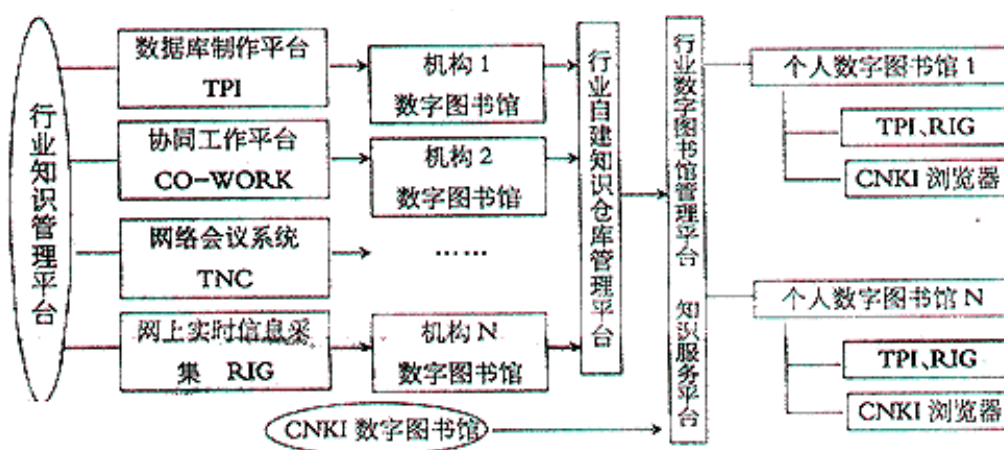 行业知识管理平台
数据库制作平台
TPI
协同工作平台
CO-WORK
网络会议系统
TNC
网上实时信息采
集 RIG
机构 1
数字图书馆
机构 2
数字图书馆
……
机构 N
数字图书馆
CNKI 数字图书馆
行业自建知识仓库管理平台
行业数字图书馆管理平台 知识服务平台
个人数字图书馆 1
TPI、RIG
CNKI 浏览器
个人数字图书馆 N
TPI、RIG
CNKI 浏览器